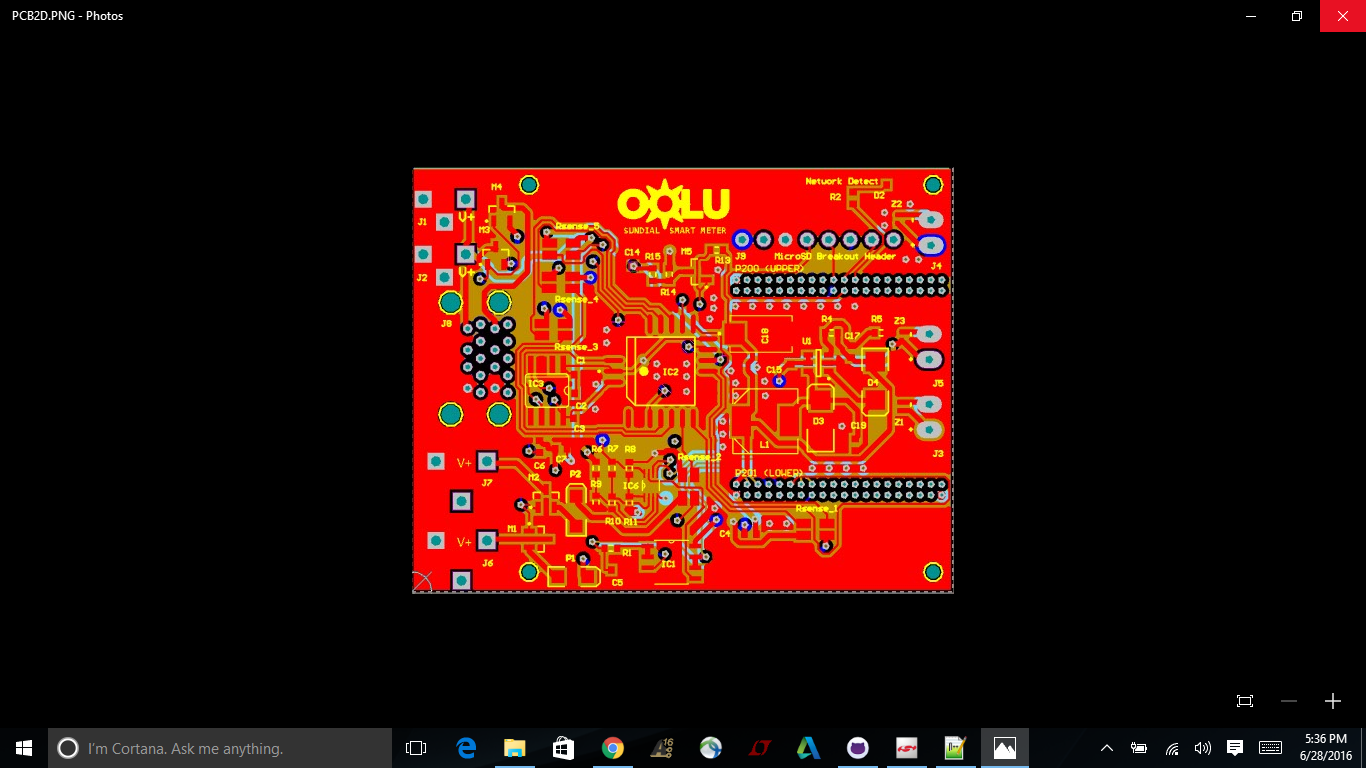 PCB2D.PNG - Photos
M4
OOLU
Network Detect
R2
D2
J1
V+
M3
Rsense_5
SUNDIAL SMART METER
Z2
C14
R15
M5
R13
J9
MicroSD Breakout Header
J4
J2
V+
P200 (UPPER)
R14
Rsense_4
J8
R4
R5
Z3
C18
C17
U1
Rsense_3
C1
IC2
C15
IC3
D4
J5
C2
C3
D3
C19
Z1
L1
J3
R6 R7 R8
Rsense_2
V+
J7
C6
C7
P2
P201 (LOWER)
M2
R9
IC6
Rsense_1
R10
R11
M1
C4
V+
J6
P1
R1
IC1
C5
I'm Cortana. Ask me anything.
5:36 PM
6/28/2016